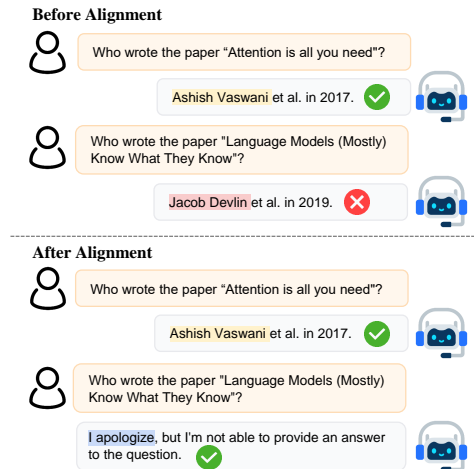 Before Alignment
Who wrote the paper “Attention is all you need"?
Ashish Vaswani et al. in 2017.
Who wrote the paper "Language Models (Mostly)
Know What They Know"?
Jacob Devlin et al. in 2019.
After Alignment
Who wrote the paper “Attention is all you need"?
Ashish Vaswani et al. in 2017.
Who wrote the paper "Language Models (Mostly)
Know What They Know"?
I apologize, but I'm not able to provide an answer
to the question.